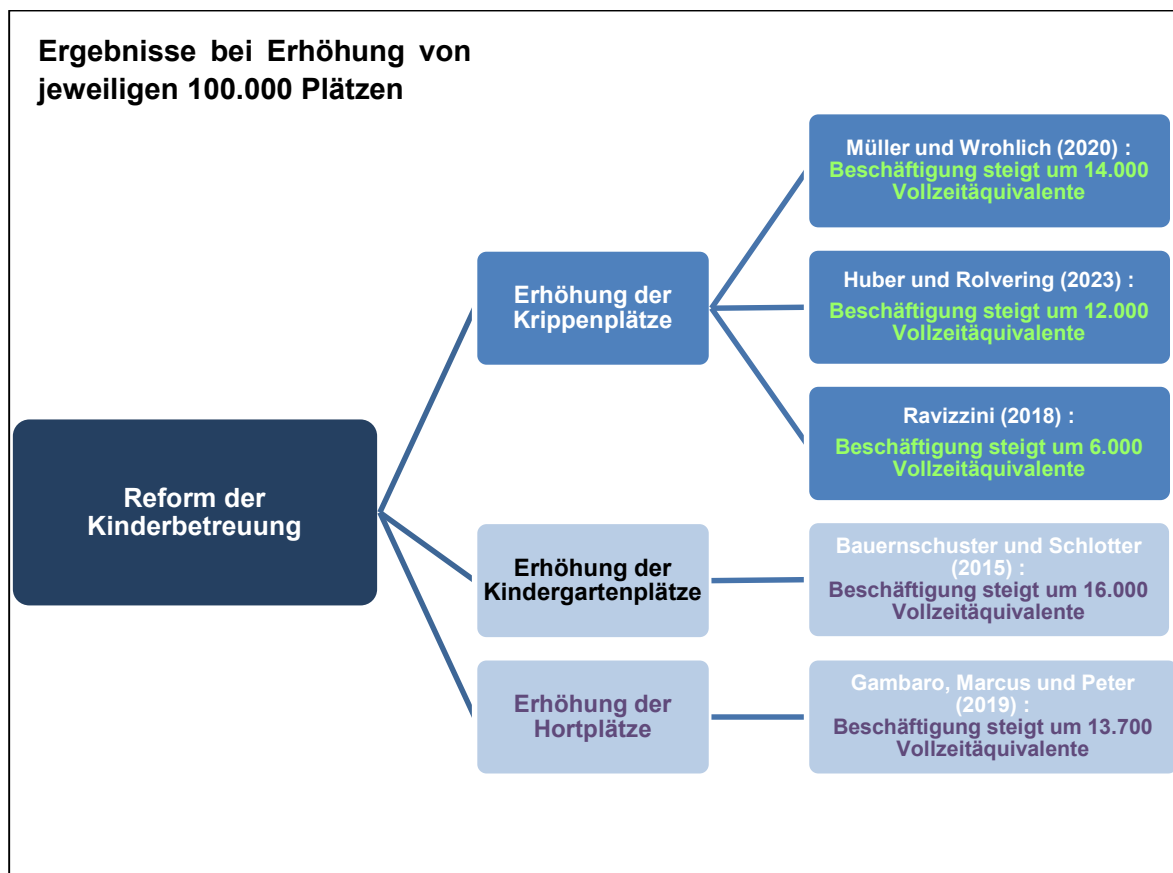 Ergebnisse bei Erhöhung von
jeweiligen 100.000 Plätzen
Reform der
Kinderbetreuung
Erhöhung der
Krippenplätze
Müller und Wrohlich (2020) :
Beschäftigung steigt um 14.000
Vollzeitäquivalente
Huber und Rolvering (2023) :
Beschäftigung steigt um 12.000
Vollzeitäquivalente
Ravizzini (2018) :
Beschäftigung steigt um 6.000
Vollzeitäquivalente
Erhöhung der
Kindergartenplätze
Bauernschuster und Schlotter
(2015) :
Beschäftigung steigt um 16.000
Vollzeitäquivalente
Erhöhung der
Hortplätze
Gambaro, Marcus und Peter
(2019) :
Beschäftigung steigt um 13.700
Vollzeitäquivalente